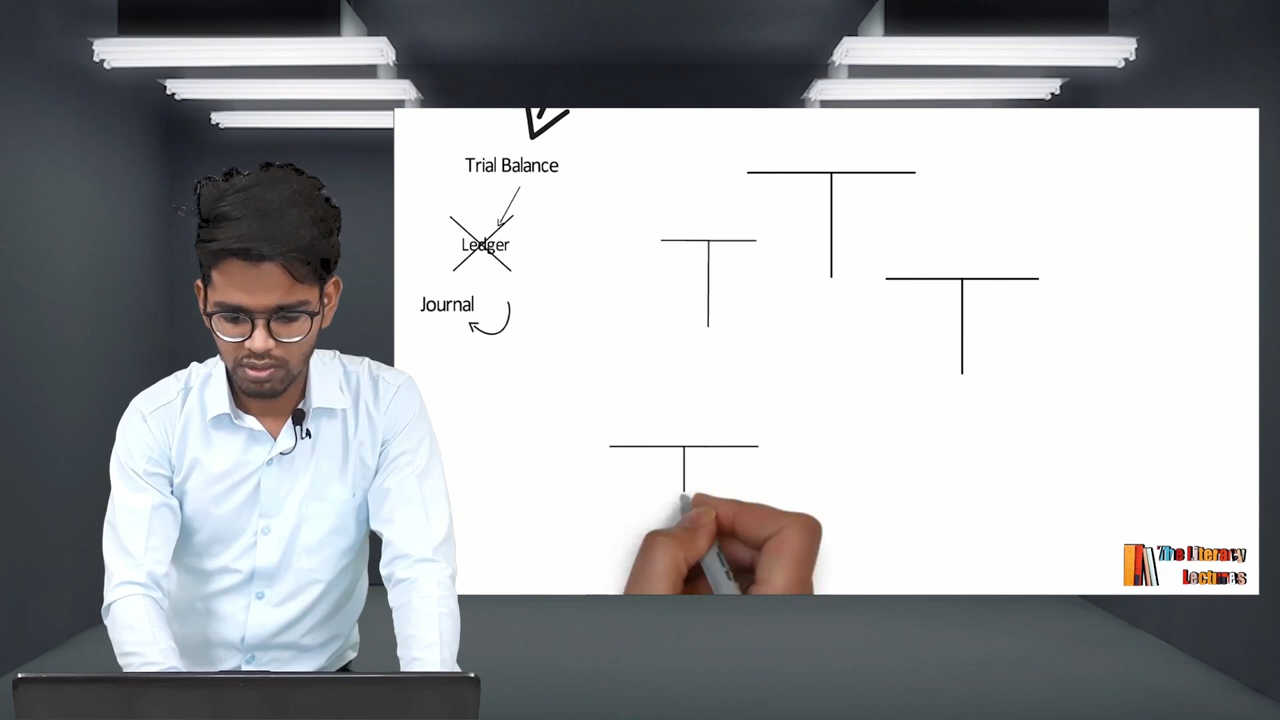 Trial Balance
Ledger
Journal
The Literacy
Lectures